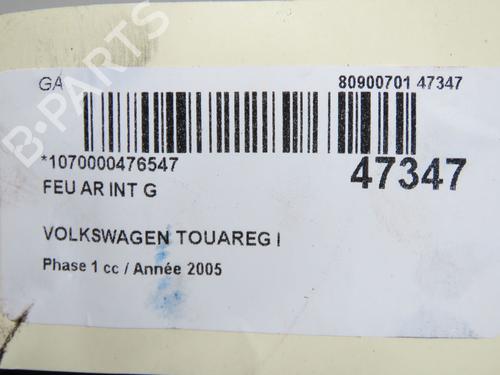 GA 80900701 47347
*1070000476547 47347
FEU AR INT G
VOLKSWAGEN TOUAREG I
Phase 1 cc / Année 2005
B-PARTS